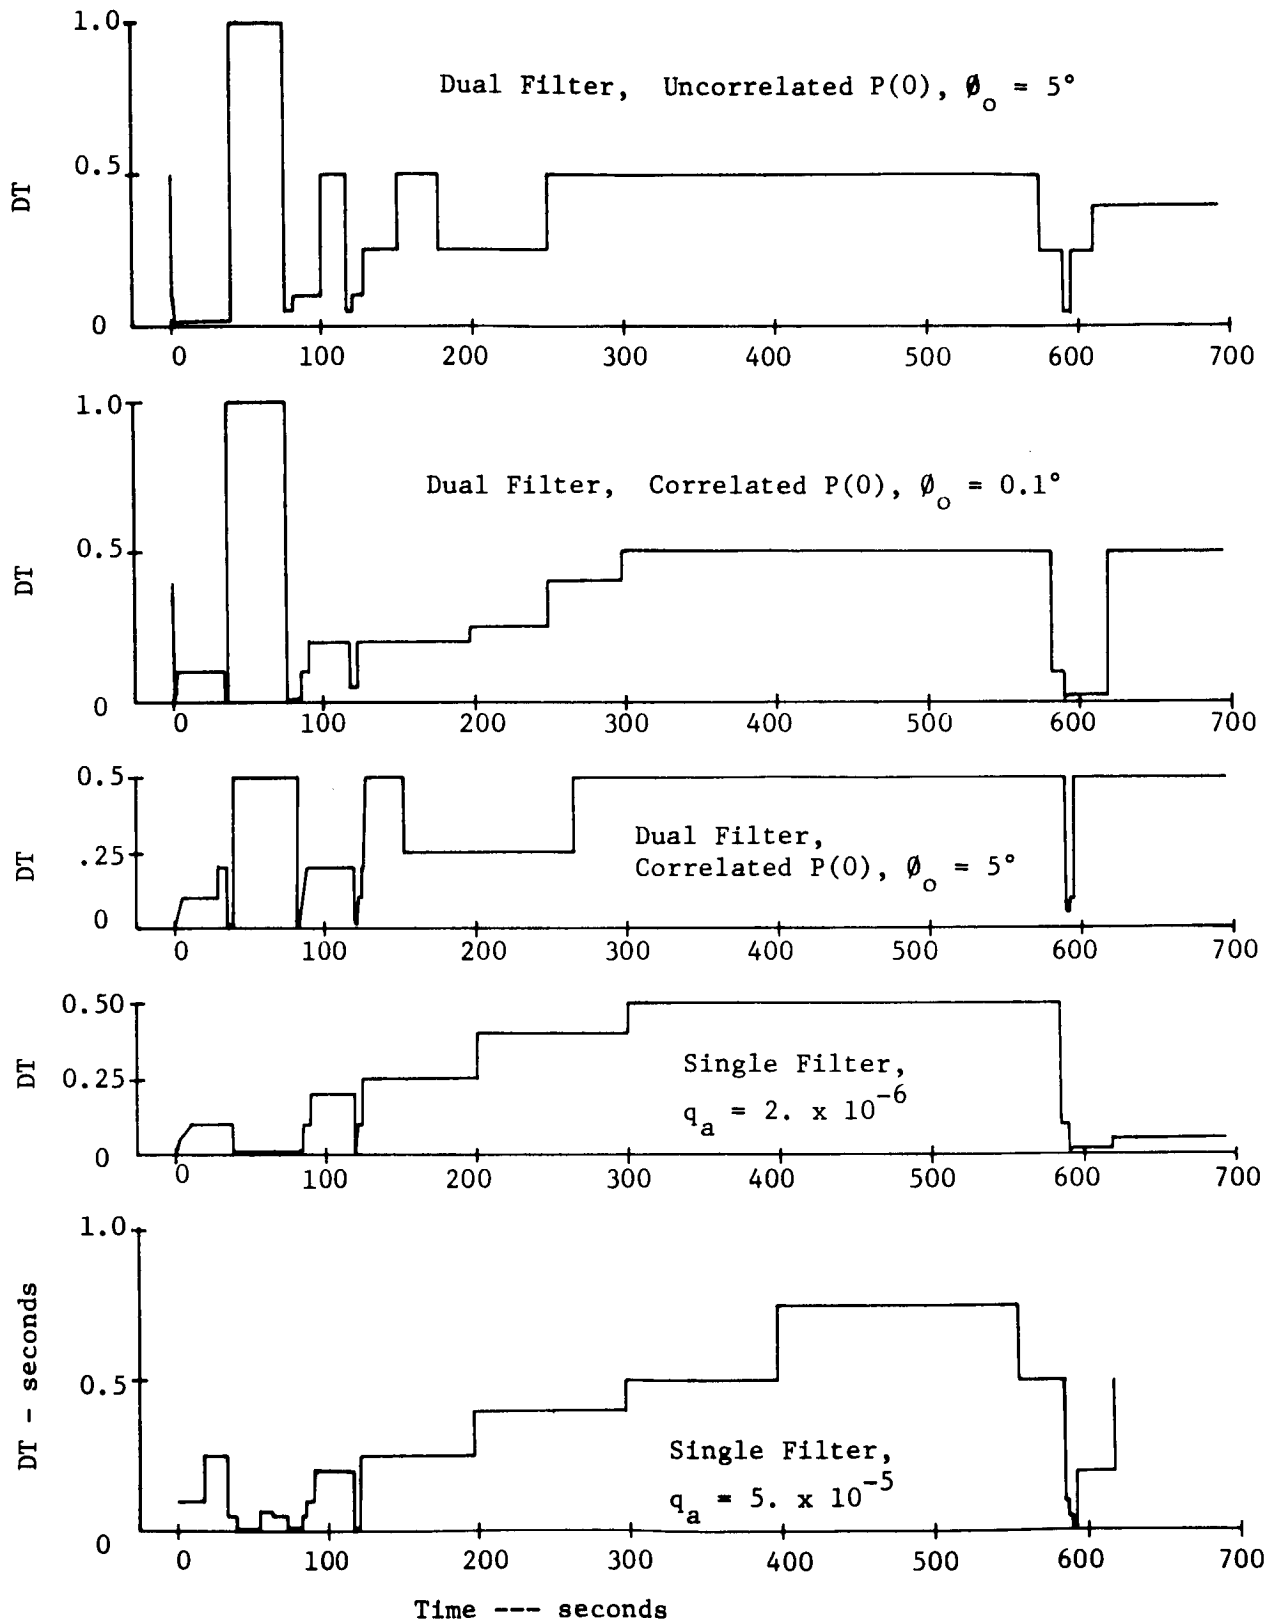 1.0
Dual Filter, Uncorrelated P(0), Ø₀ = 5°
0.5
DT
0
0 100 200 300 400 500 600 700
1.0
Dual Filter, Correlated P(0), Ø₀ = 0.1°
0.5
DT
0
0 100 200 300 400 500 600 700
0.5
Dual Filter,
.25
Correlated P(0), Ø₀ = 5°
DT
0
0 100 200 300 400 500 600 700
0.50
Single Filter,
DT
0.25
qₐ = 2. x 10⁻⁶
0
0 100 200 300 400 500 600 700
1.0
DT - seconds
0.5
Single Filter,
qₐ = 5. x 10⁻⁵
0
0 100 200 300 400 500 600 700
Time --- seconds